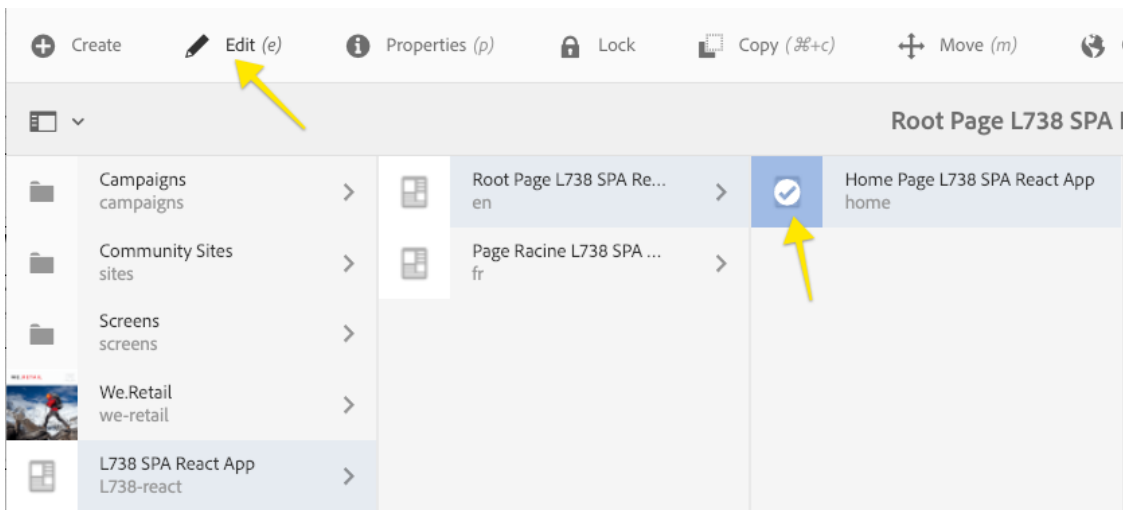 Create Edit (e) Properties (p) Lock Copy (⌘+c) Move (m)
Root Page L738 SPA
Campaigns
campaigns
Community Sites
sites
Screens
screens
We.Retail
we-retail
L738 SPA React App
L738-react
Root Page L738 SPA Re...
en
Page Racine L738 SPA ...
fr
Home Page L738 SPA React App
home